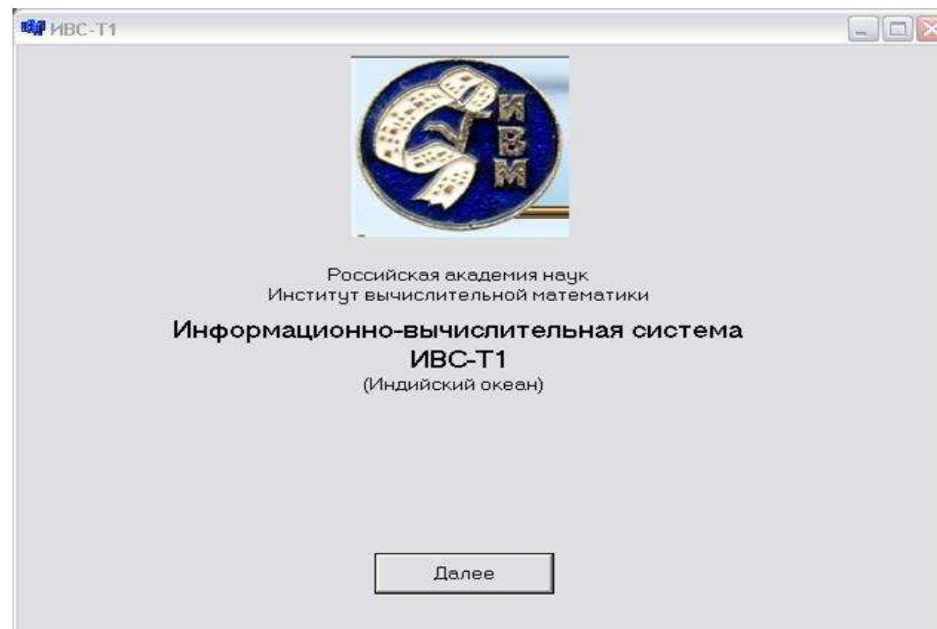 ИВС-Т1
ИВМ
Российская академия наук
Институт вычислительной математики
Информационно-вычислительная система
ИВС-Т1
(Индийский океан)
Далее